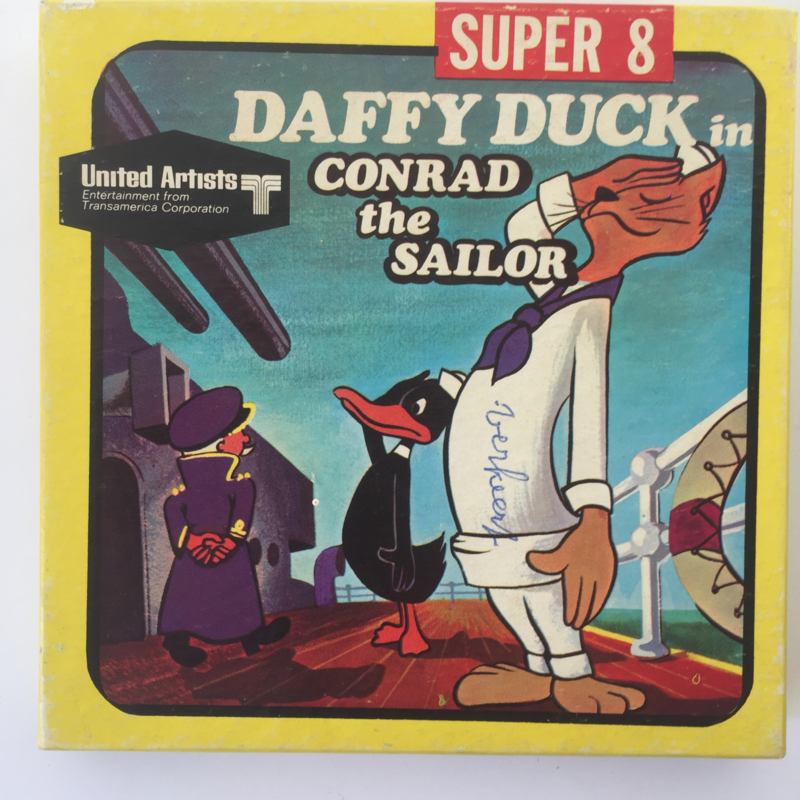 SUPER 8
DAFFY DUCK in
CONRAD
the
SAILOR
United Artists
Entertainment from
Transamerica Corporation